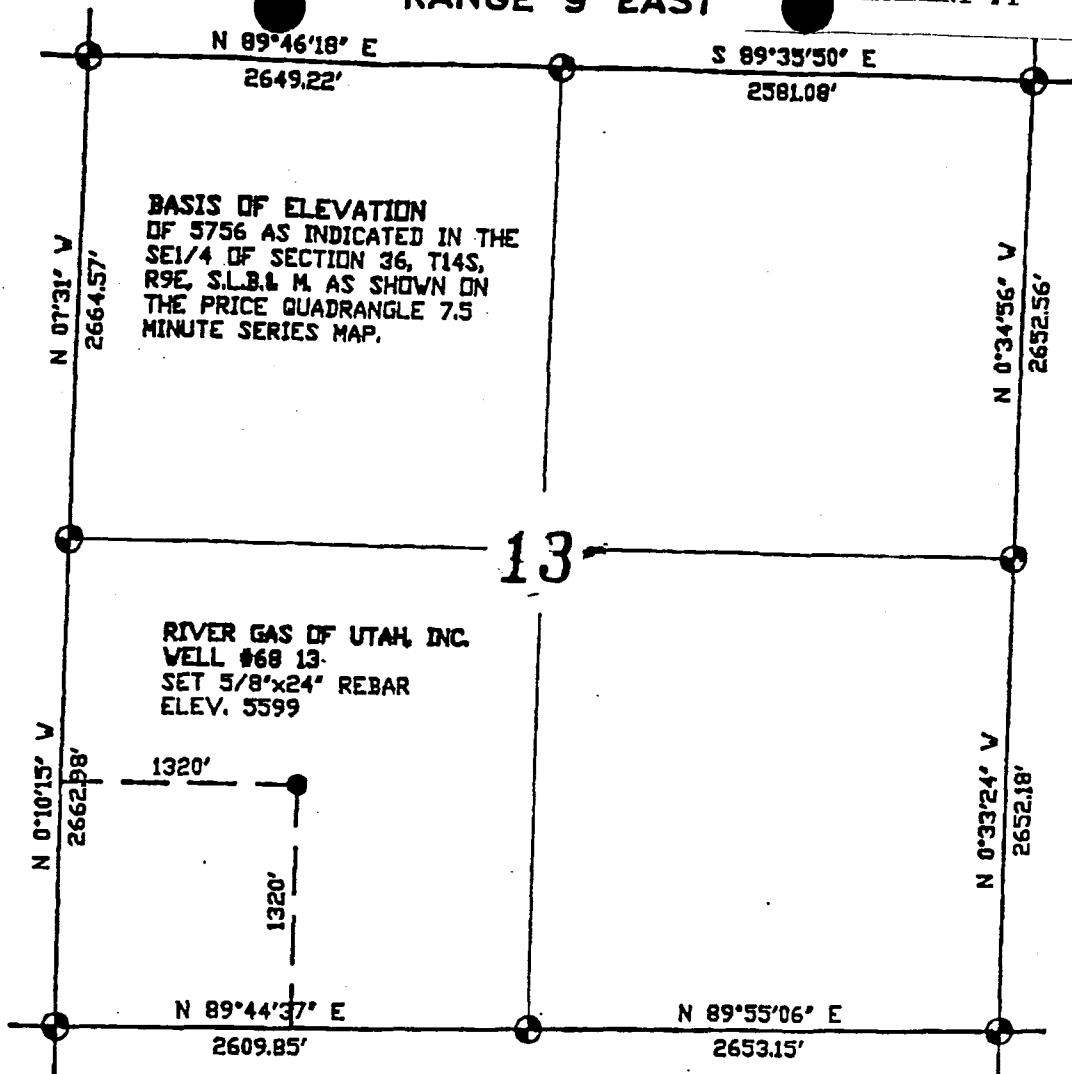 RANGE 9 EAST
N 89°46'18" E
2649.22'
S 89°35'50" E
2581.08'
BASIS OF ELEVATION
OF 5756 AS INDICATED IN THE
SE1/4 OF SECTION 36, T14S,
R9E, S.L.B.& M. AS SHOWN ON
THE PRICE QUADRANGLE 7.5
MINUTE SERIES MAP.
N 07'31" W
2664.57'
N 0°34'56" W
2652.56'
13
RIVER GAS OF UTAH, INC.
WELL #68 13
SET 5/8"x24" REBAR
ELEV. 5599
N 0°10'15" W
2662.98'
1320'
1320'
N 0°33'24" W
2652.18'
N 89°44'37" E
2609.85'
N 89°55'06" E
2653.15'